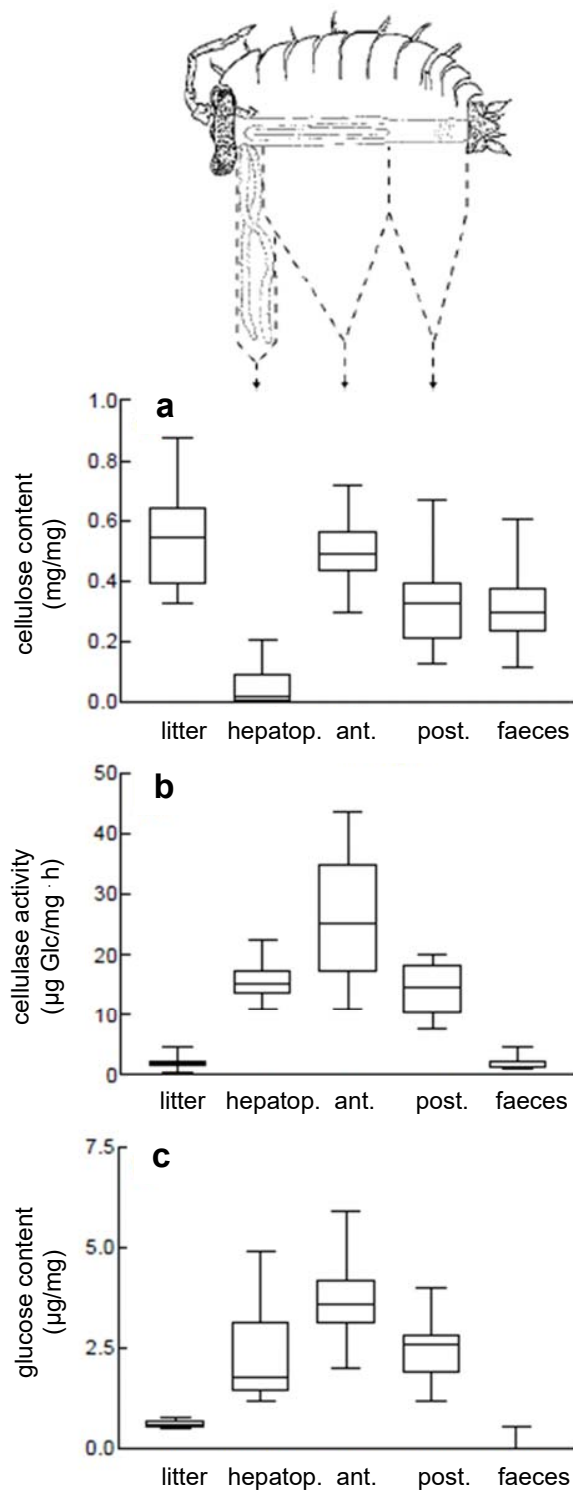 a
1.0
0.8
0.6
0.4
0.2
0.0
cellulose content
(mg/mg)
litter hepatop. ant. post. faeces
b
50
40
30
20
10
0
cellulase activity
(µg Glc/mg · h)
litter hepatop. ant. post. faeces
c
7.5
5.0
2.5
0.0
glucose content
(µg/mg)
litter hepatop. ant. post. faeces